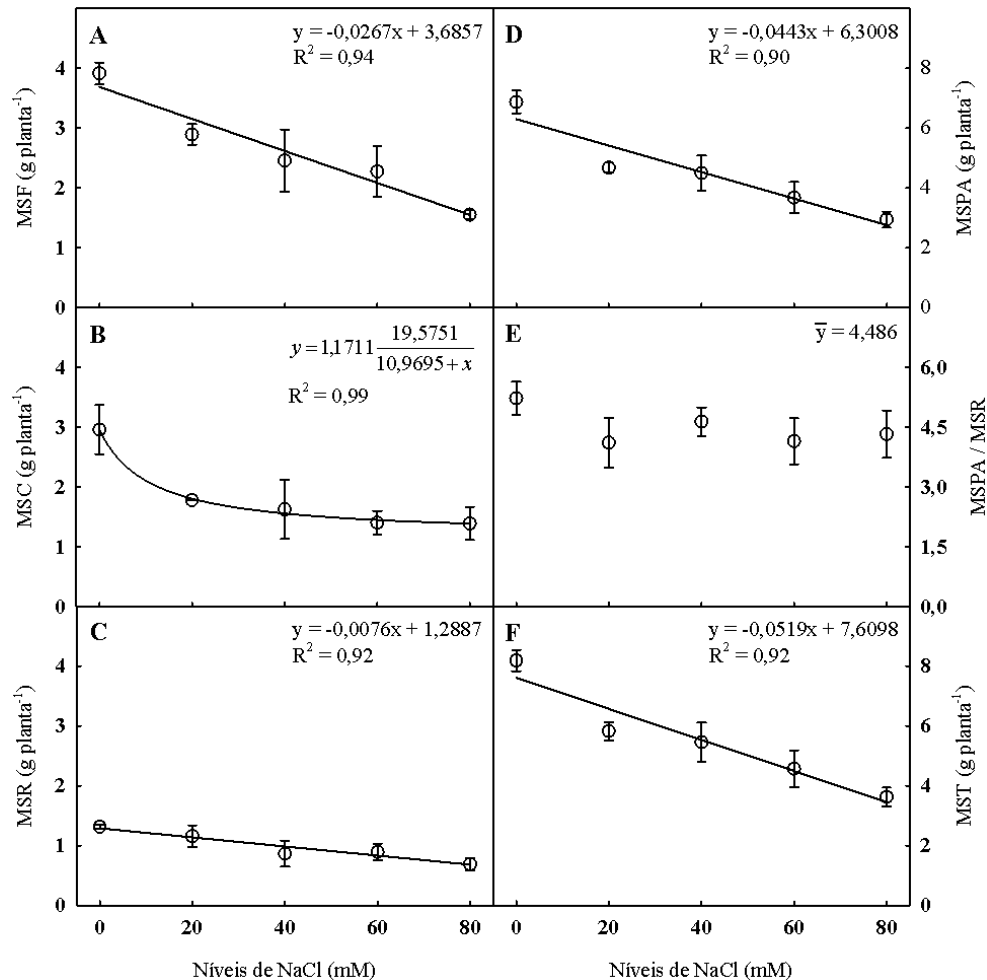 A
y = -0,0267x + 3,6857
R² = 0,94
4
3
2
1
0
MSF (g planta⁻¹)
D
y = -0,0443x + 6,3008
R² = 0,90
8
6
4
2
0
MSPA (g planta⁻¹)
B
y = 1,1711 19,5751 / 10,9695 + x
R² = 0,99
4
3
2
1
0
MSC (g planta⁻¹)
E
y̅ = 4,486
6,0
4,5
3,0
1,5
0,0
MSPA / MSR
C
y = -0,0076x + 1,2887
R² = 0,92
4
3
2
1
0
MSR (g planta⁻¹)
0 20 40 60 80
Níveis de NaCl (mM)
F
y = -0,0519x + 7,6098
R² = 0,92
8
6
4
2
0
MST (g planta⁻¹)
0 20 40 60 80
Níveis de NaCl (mM)